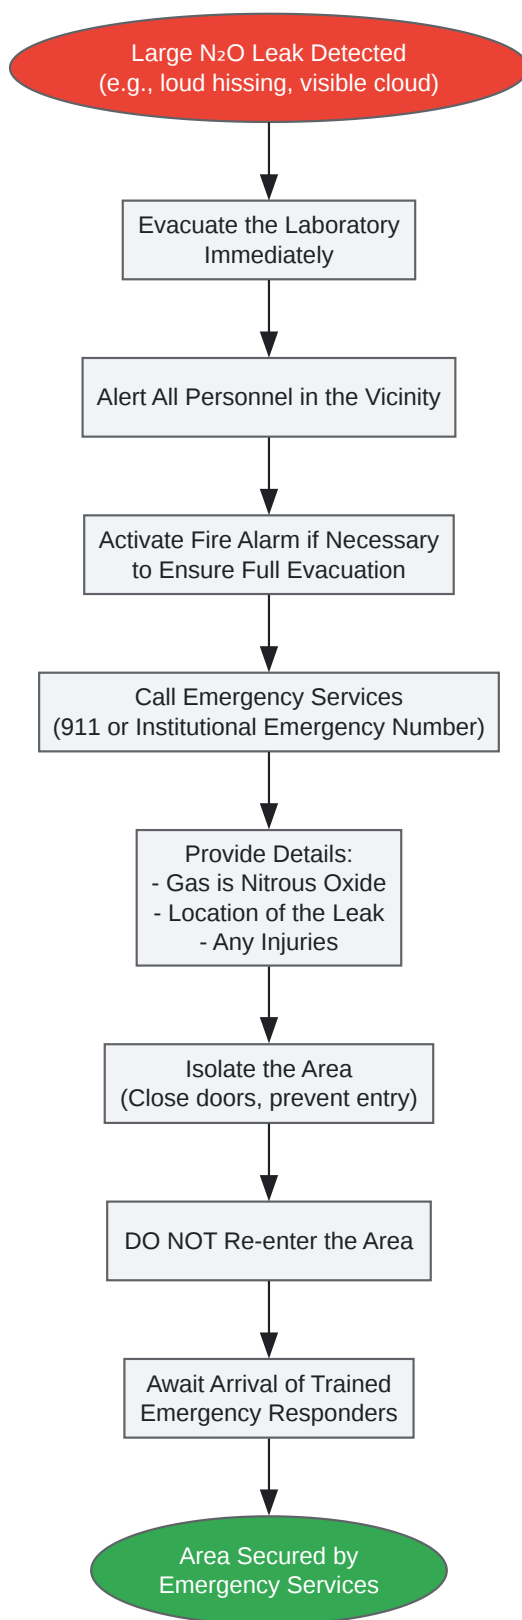 Large N₂O Leak Detected
(e.g., loud hissing, visible cloud)
Evacuate the Laboratory
Immediately
Alert All Personnel in the Vicinity
Activate Fire Alarm if Necessary
to Ensure Full Evacuation
Call Emergency Services
(911 or Institutional Emergency Number)
Provide Details:
- Gas is Nitrous Oxide
- Location of the Leak
- Any Injuries
Isolate the Area
(Close doors, prevent entry)
DO NOT Re-enter the Area
Await Arrival of Trained
Emergency Responders
Area Secured by
Emergency Services